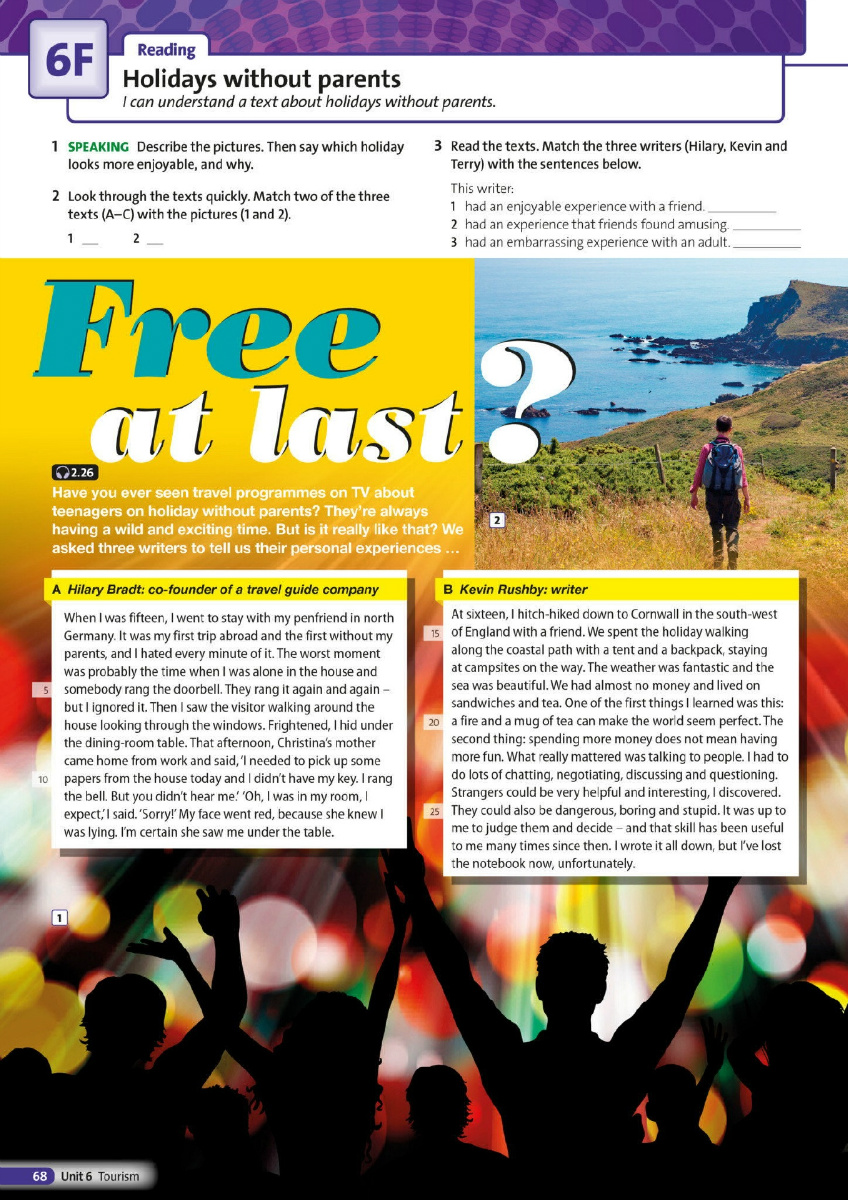 6F
Reading
Holidays without parents
I can understand a text about holidays without parents.
1 SPEAKING Describe the pictures. Then say which holiday
looks more enjoyable, and why.
2 Look through the texts quickly. Match two of the three
texts (A–C) with the pictures (1 and 2).
1 __ 2 __
3 Read the texts. Match the three writers (Hilary, Kevin and
Terry) with the sentences below.
This writer:
1 had an enjoyable experience with a friend. __________
2 had an experience that friends found amusing. __________
3 had an embarrassing experience with an adult. __________
Free
at last?
2.26
Have you ever seen travel programmes on TV about
teenagers on holiday without parents? They're always
having a wild and exciting time. But is it really like that? We
asked three writers to tell us their personal experiences ...
2
A Hilary Bradt: co-founder of a travel guide company
When I was fifteen, I went to stay with my penfriend in north
Germany. It was my first trip abroad and the first without my
parents, and I hated every minute of it. The worst moment
was probably the time when I was alone in the house and
5 somebody rang the doorbell. They rang it again and again –
but I ignored it. Then I saw the visitor walking around the
house looking through the windows. Frightened, I hid under
the dining-room table. That afternoon, Christina's mother
came home from work and said, 'I needed to pick up some
10 papers from the house today and I didn't have my key. I rang
the bell. But you didn't hear me.' 'Oh, I was in my room, I
expect,' I said. 'Sorry!' My face went red, because she knew I
was lying. I'm certain she saw me under the table.
B Kevin Rushby: writer
At sixteen, I hitch-hiked down to Cornwall in the south-west
15 of England with a friend. We spent the holiday walking
along the coastal path with a tent and a backpack, staying
at campsites on the way. The weather was fantastic and the
sea was beautiful. We had almost no money and lived on
sandwiches and tea. One of the first things I learned was this:
20 a fire and a mug of tea can make the world seem perfect. The
second thing: spending more money does not mean having
more fun. What really mattered was talking to people. I had to
do lots of chatting, negotiating, discussing and questioning.
Strangers could be very helpful and interesting, I discovered.
25 They could also be dangerous, boring and stupid. It was up to
me to judge them and decide – and that skill has been useful
to me many times since then. I wrote it all down, but I've lost
the notebook now, unfortunately.
1
68 Unit 6 Tourism